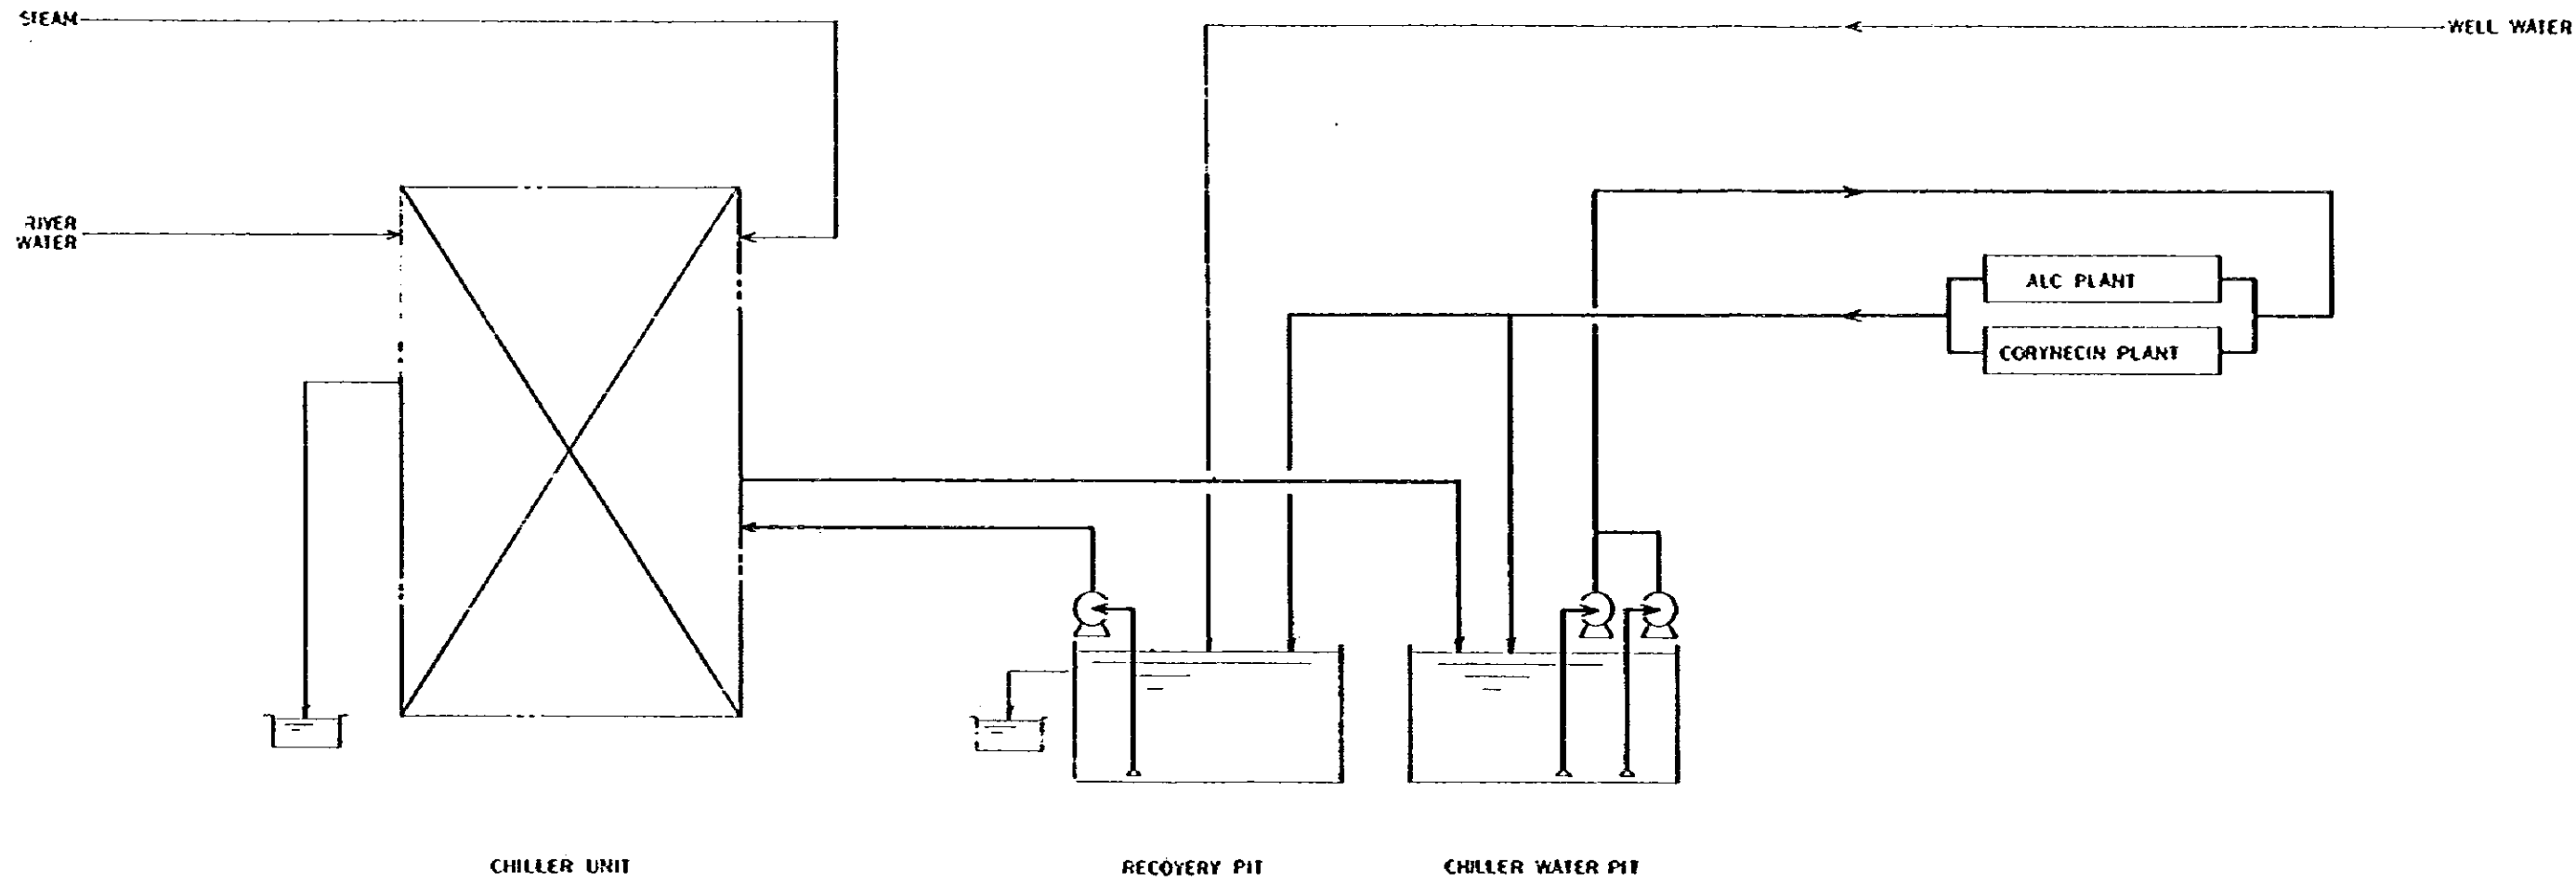 STEAM
WELL WATER
RIVER
WATER
ALC PLANT
CORYNECIN PLANT
CHILLER UNIT
RECOVERY PIT
CHILLER WATER PIT